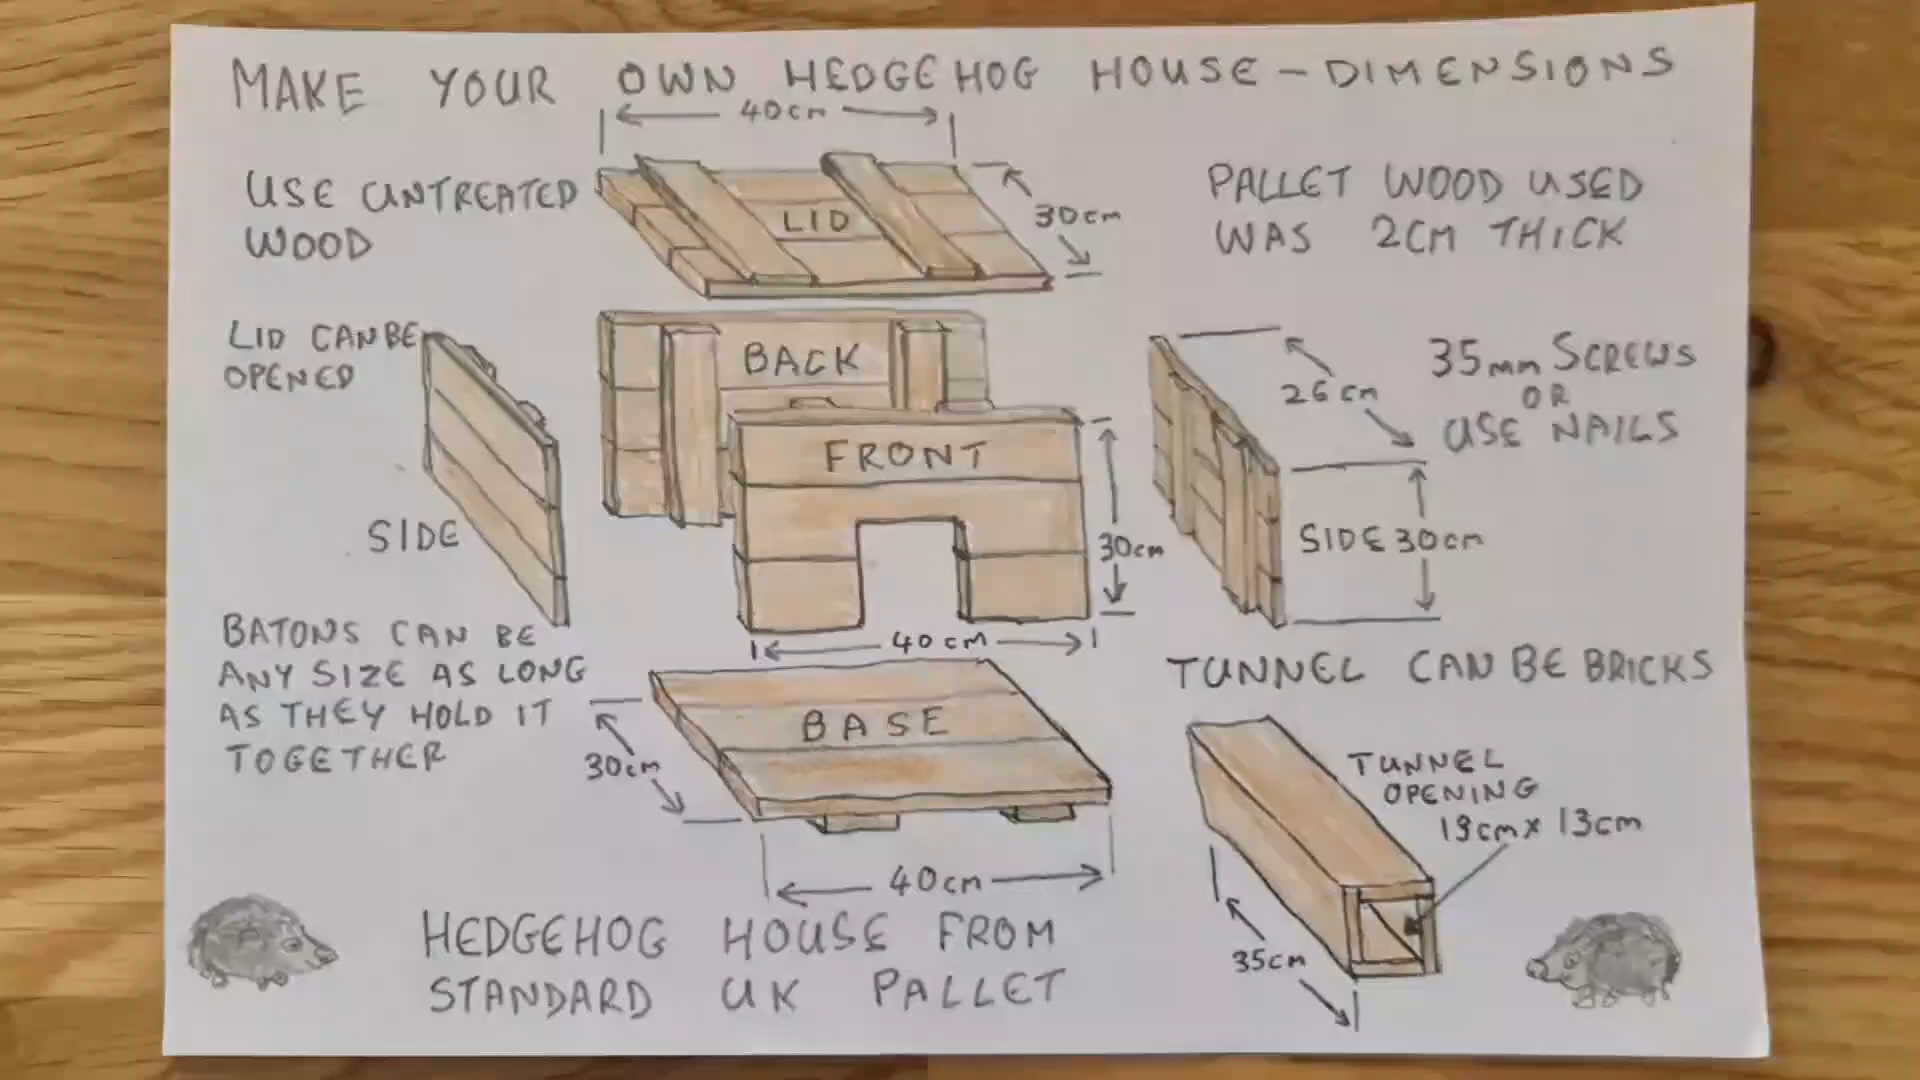 MAKE YOUR OWN HEDGEHOG HOUSE - DIMENSIONS
40cm
USE UNTREATED
WOOD
LID
30cm
PALLET WOOD USED
WAS 2CM THICK
LID CAN BE
OPENED
BACK
26cm
35mm SCREWS
OR
USE NAILS
FRONT
SIDE
30cm
SIDE 30cm
40cm
BATONS CAN BE
ANY SIZE AS LONG
AS THEY HOLD IT
TOGETHER
TUNNEL CAN BE BRICKS
BASE
30cm
40cm
TUNNEL
OPENING
13cm x 13cm
35cm
HEDGEHOG HOUSE FROM
STANDARD UK PALLET